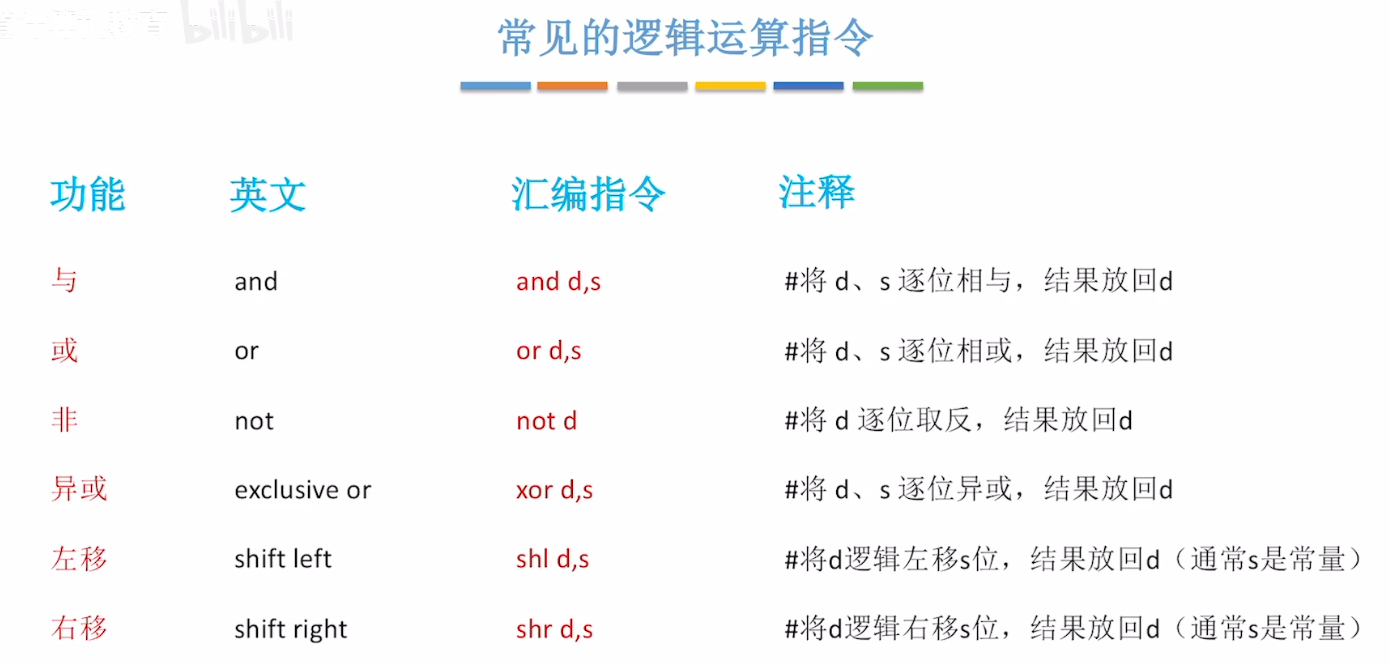 bilibili
常见的逻辑运算指令
功能 英文 汇编指令 注释
与 and and d,s #将 d、s 逐位相与，结果放回d
或 or or d,s #将 d、s 逐位相或，结果放回d
非 not not d #将 d 逐位取反，结果放回d
异或 exclusive or xor d,s #将 d、s 逐位异或，结果放回d
左移 shift left shl d,s #将d逻辑左移s位，结果放回d（通常s是常量）
右移 shift right shr d,s #将d逻辑右移s位，结果放回d（通常s是常量）